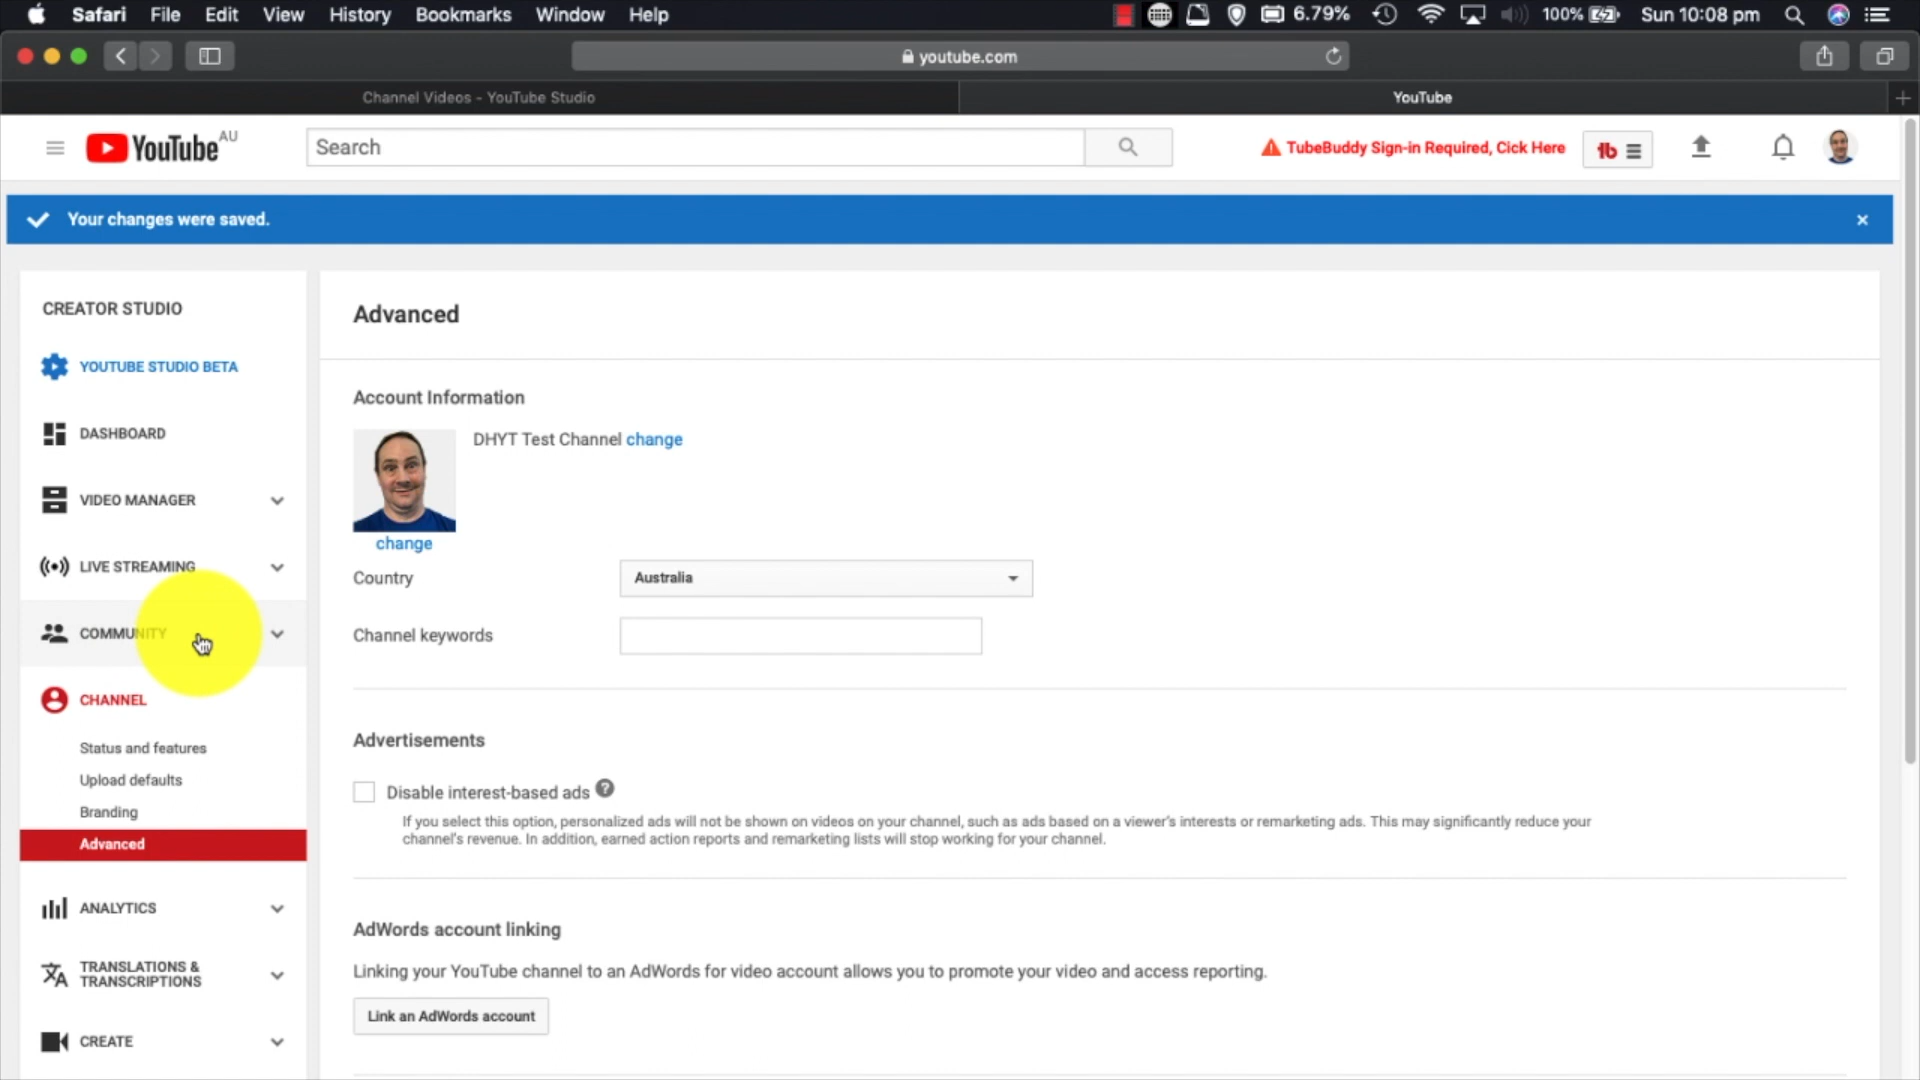 Safari File Edit View History Bookmarks Window Help 6.79% 100% Sun 10:08 pm
youtube.com
Channel Videos - YouTube Studio YouTube
YouTube AU Search TubeBuddy Sign-in Required, Cick Here tb
Your changes were saved.
CREATOR STUDIO
YOUTUBE STUDIO BETA
DASHBOARD
VIDEO MANAGER
LIVE STREAMING
COMMUNITY
CHANNEL
Status and features
Upload defaults
Branding
Advanced
ANALYTICS
TRANSLATIONS &
TRANSCRIPTIONS
CREATE
Advanced
Account Information
DHYT Test Channel change
change
Country Australia
Channel keywords
Advertisements
Disable interest-based ads ?
If you select this option, personalized ads will not be shown on videos on your channel, such as ads based on a viewer's interests or remarketing ads. This may significantly reduce your
channel's revenue. In addition, earned action reports and remarketing lists will stop working for your channel.
AdWords account linking
Linking your YouTube channel to an AdWords for video account allows you to promote your video and access reporting.
Link an AdWords account